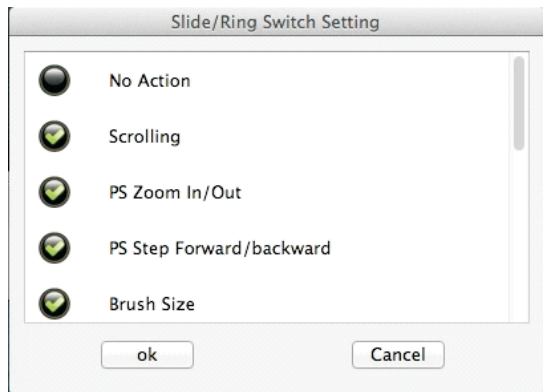 Slide/Ring Switch Setting
No Action
Scrolling
PS Zoom In/Out
PS Step Forward/backward
Brush Size
ok
Cancel